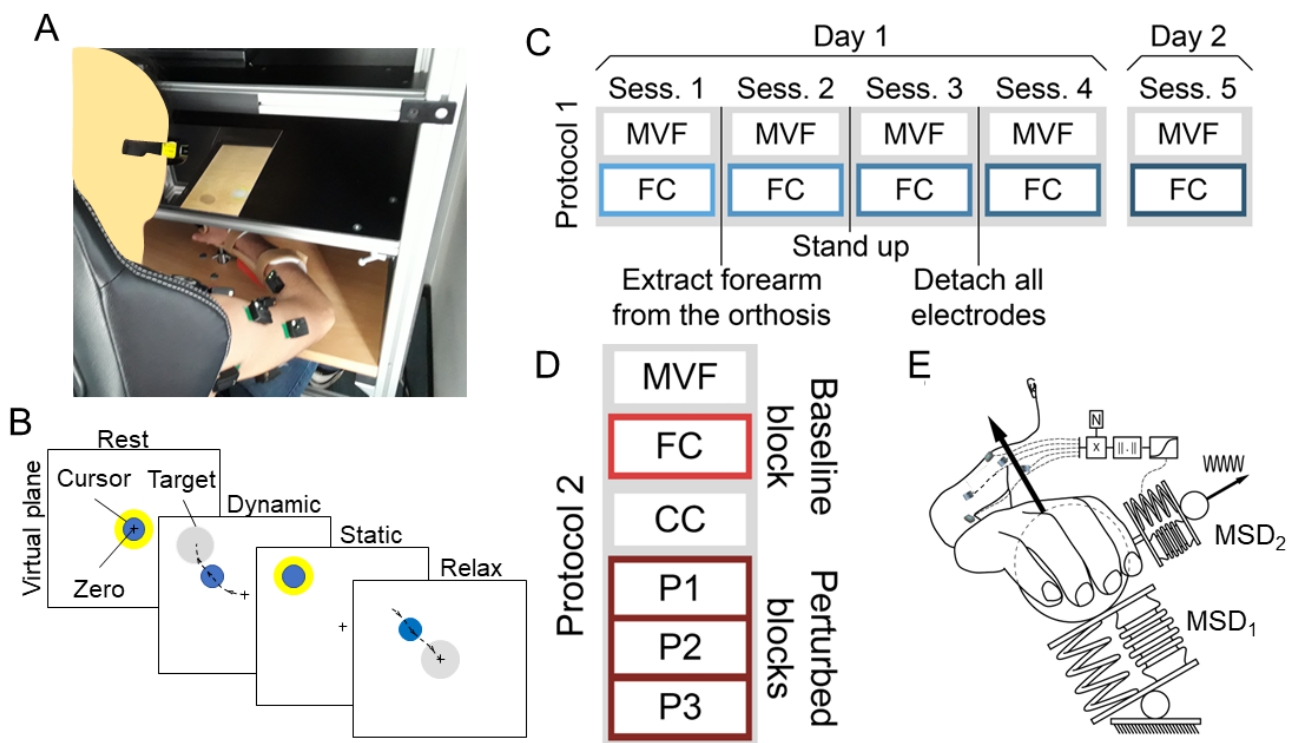 A
B
Virtual plane
Rest
Cursor
Target
Zero
Dynamic
Static
Relax
C
Day 1
Day 2
Sess. 1
Sess. 2
Sess. 3
Sess. 4
Sess. 5
Protocol 1
MVF
MVF
MVF
MVF
MVF
FC
FC
FC
FC
FC
Stand up
Extract forearm
from the orthosis
Detach all
electrodes
D
Protocol 2
MVF
FC
CC
P1
P2
P3
Baseline
block
Perturbed
blocks
E
N
x
||·||
MSD2
MSD1